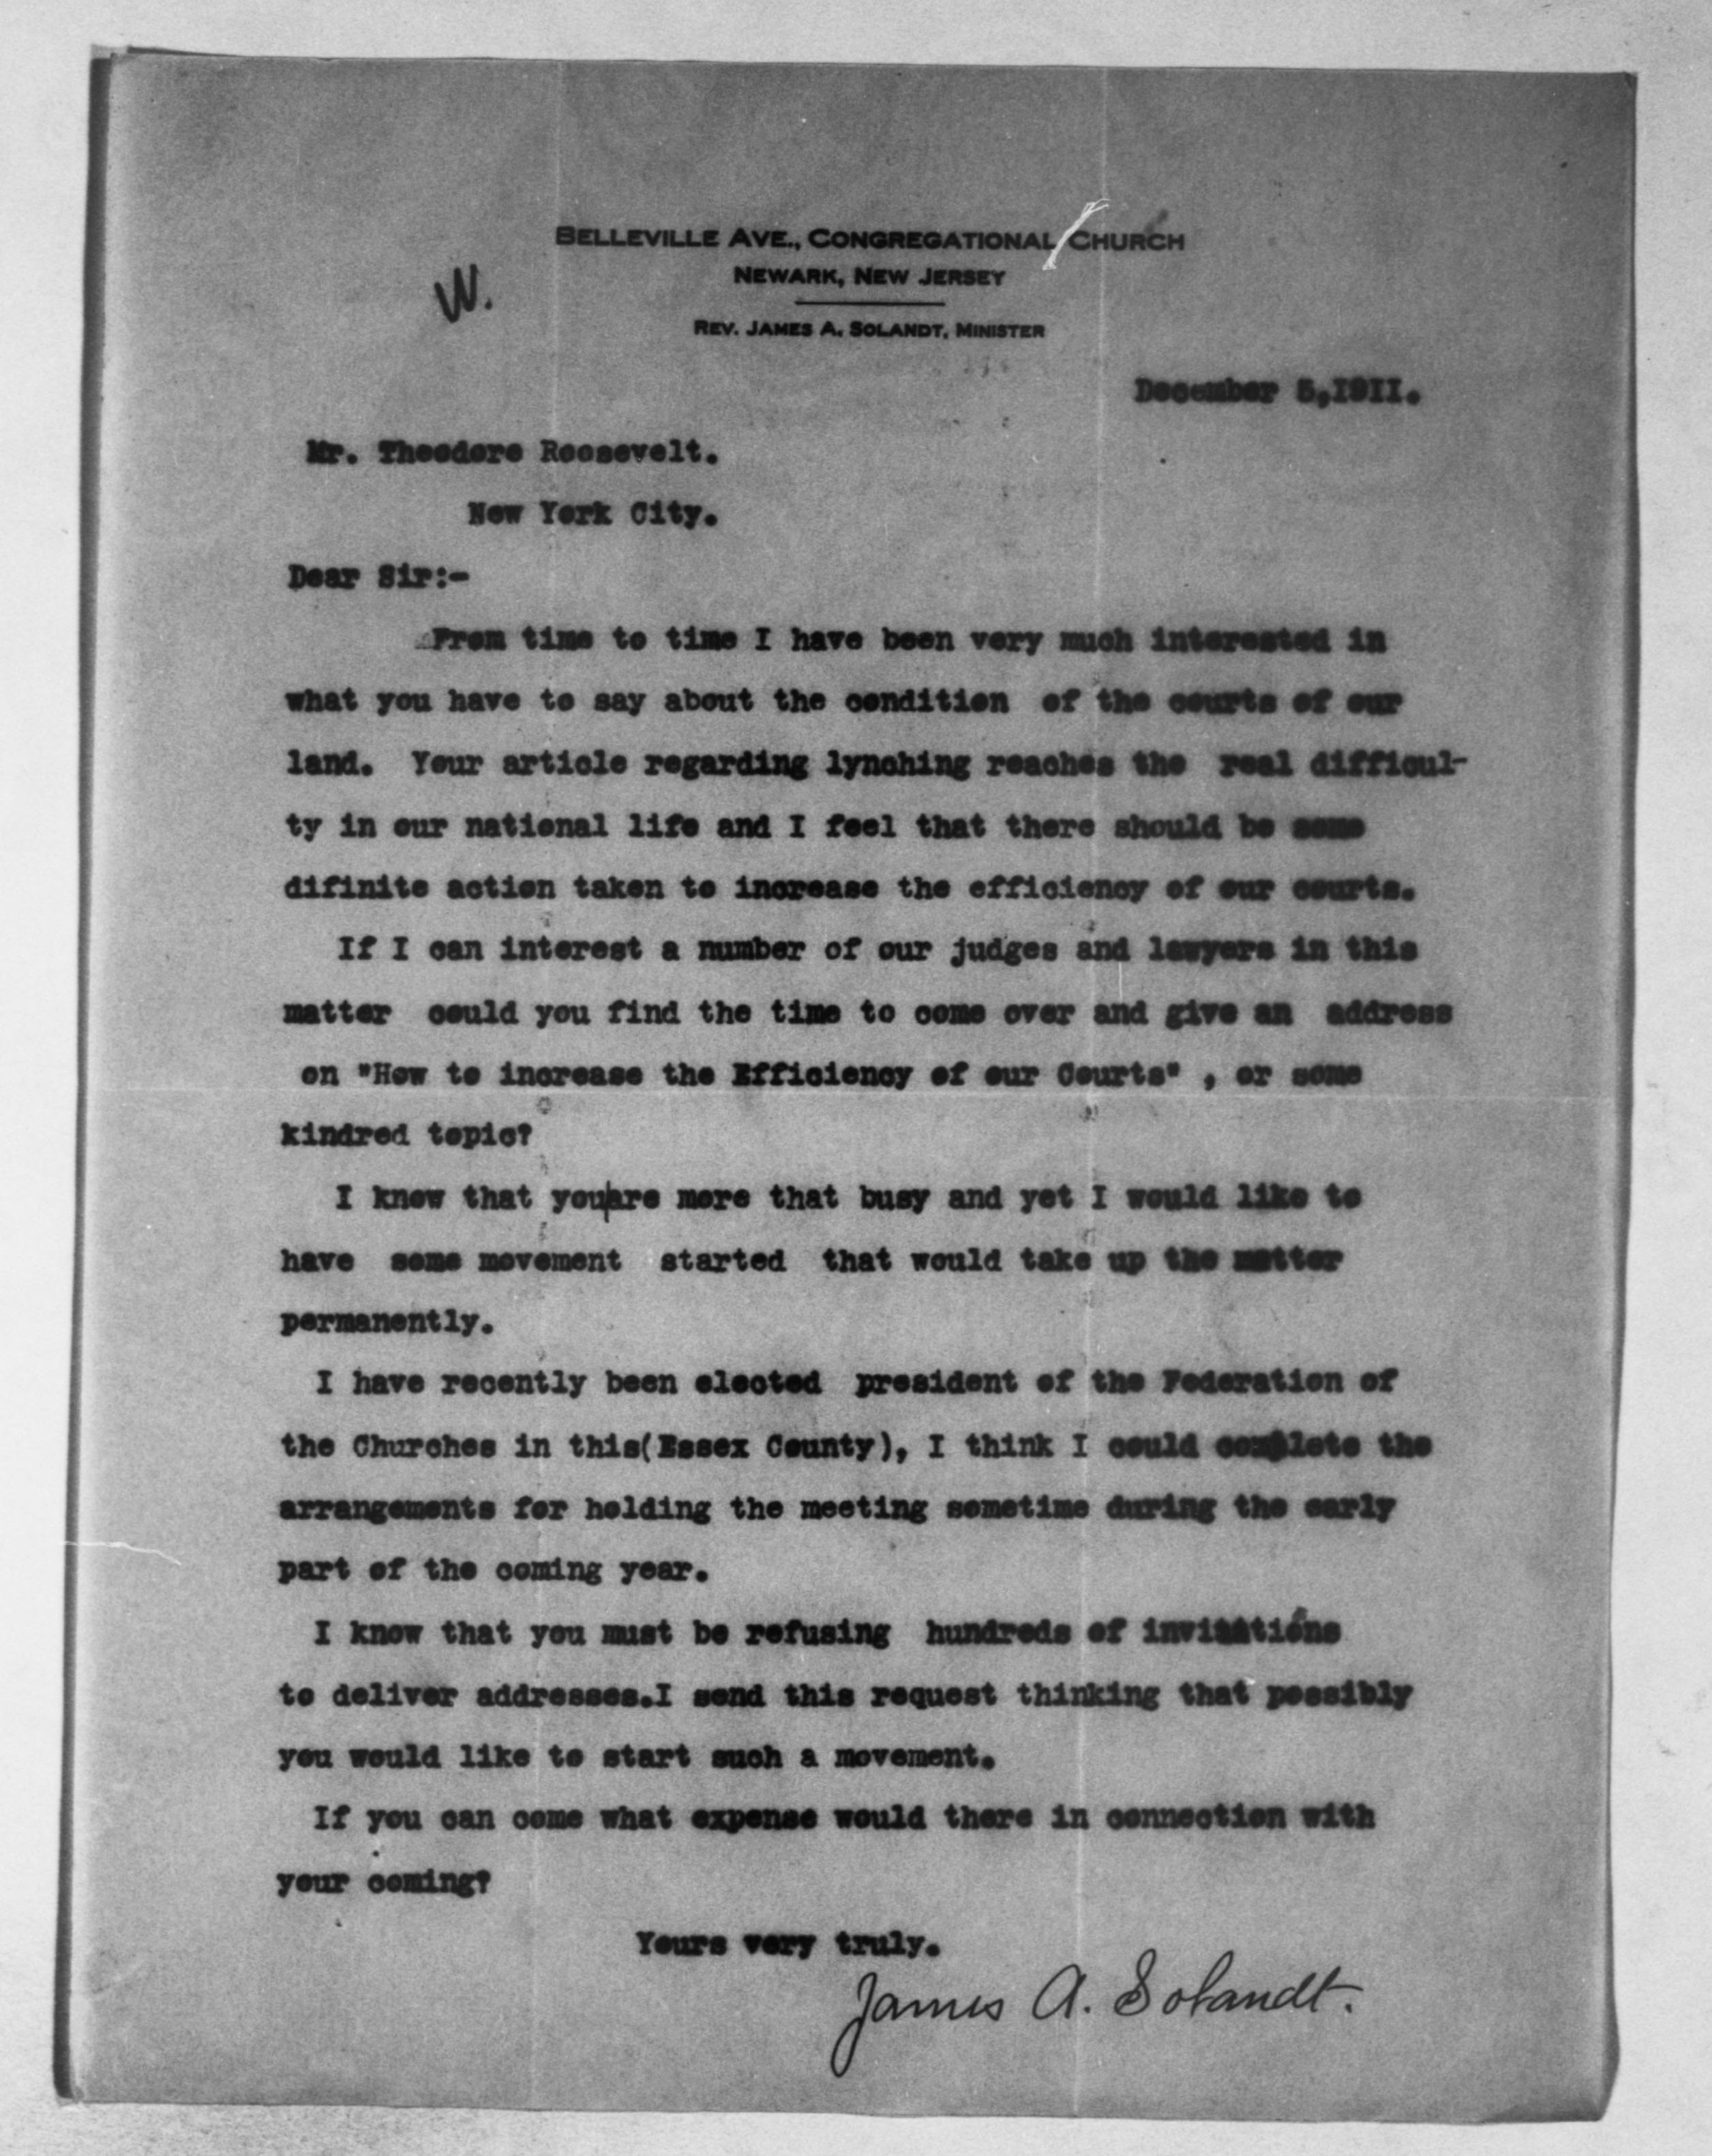 BELLEVILLE AVE., CONGREGATIONAL CHURCH
NEWARK, NEW JERSEY
W.
REV. JAMES A. SOLANDT, MINISTER
December 5,I9II.
Mr. Theodore Roosevelt.
New York City.
Dear Sir:-
From time to time I have been very much interested in
what you have to say about the condition of the courts of our
land. Your article regarding lynching reaches the real difficul-
ty in our national life and I feel that there should be some
difinite action taken to increase the efficiency of our courts.
If I can interest a number of our judges and lawyers in this
matter could you find the time to come over and give an address
on "How to increase the Efficiency of our Courts" , or some
kindred topic?
I know that you|are more that busy and yet I would like to
have some movement started that would take up the matter
permanently.
I have recently been elected president of the Federation of
the Churches in this(Essex County), I think I could complete the
arrangements for holding the meeting sometime during the early
part of the coming year.
I know that you must be refusing hundreds of invitations
to deliver addresses.I send this request thinking that possibly
you would like to start such a movement.
If you can come what expense would there in connection with
your coming?
Yours very truly.
James A. Solandt.